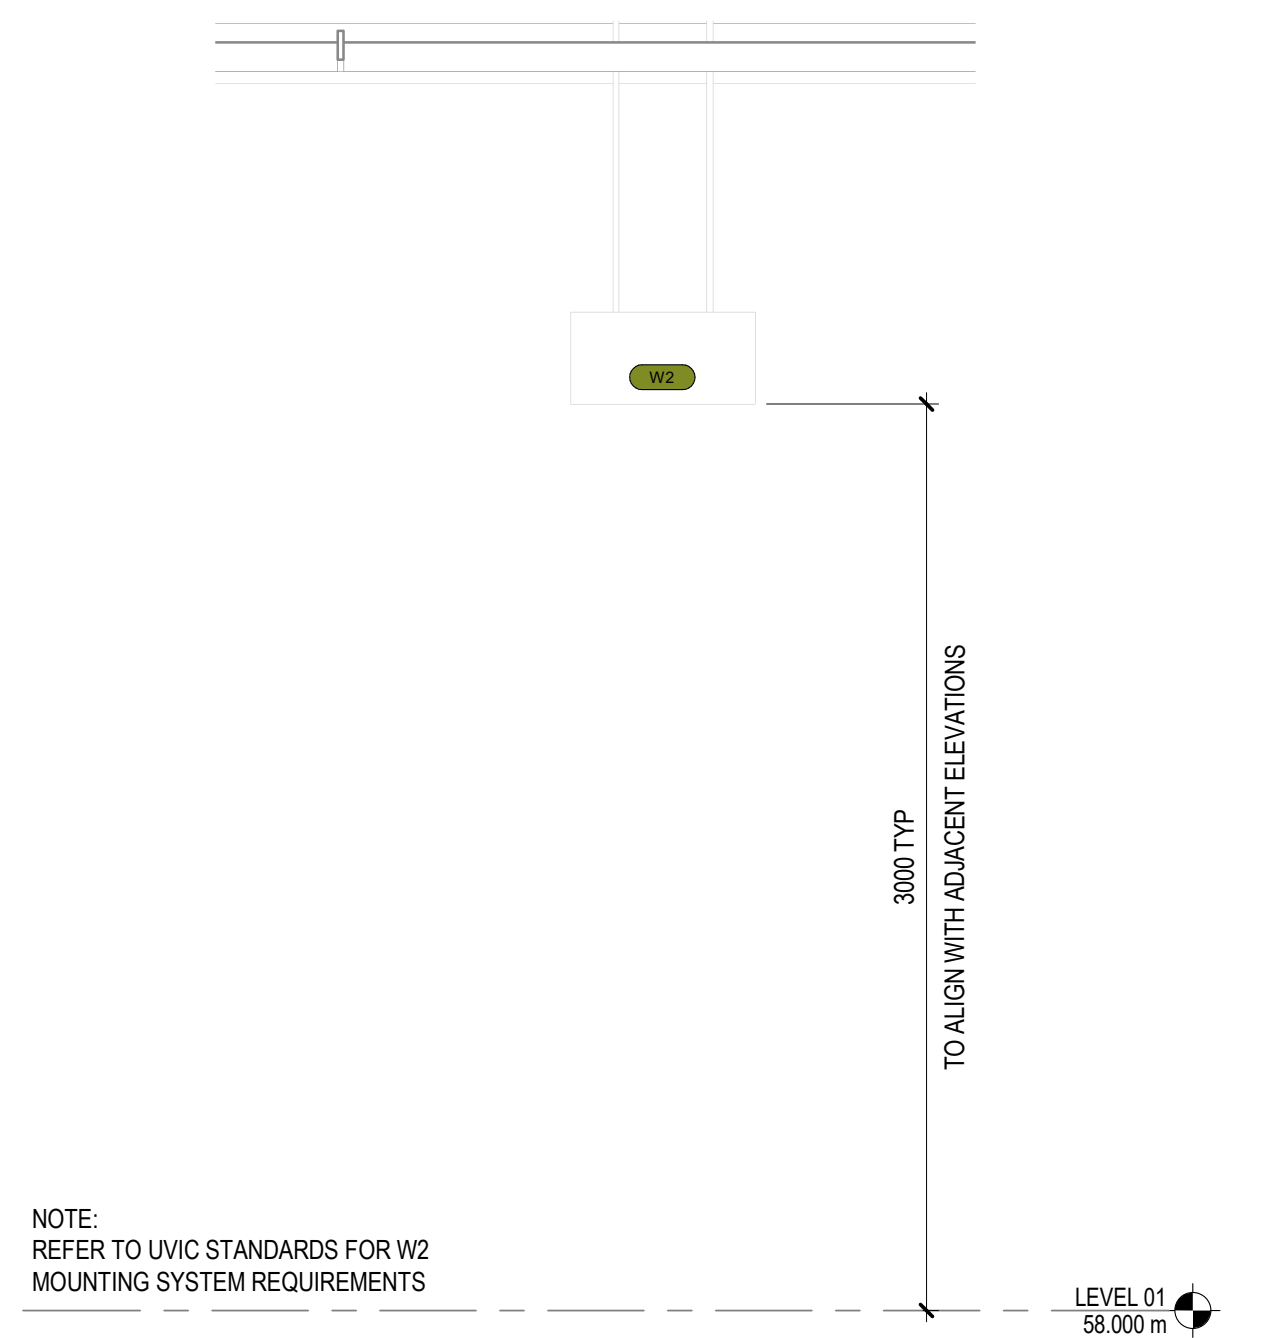 W2
3000 TYP
TO ALIGN WITH ADJACENT ELEVATIONS
NOTE:
REFER TO UVIC STANDARDS FOR W2
MOUNTING SYSTEM REQUIREMENTS
LEVEL 01
58.000 m